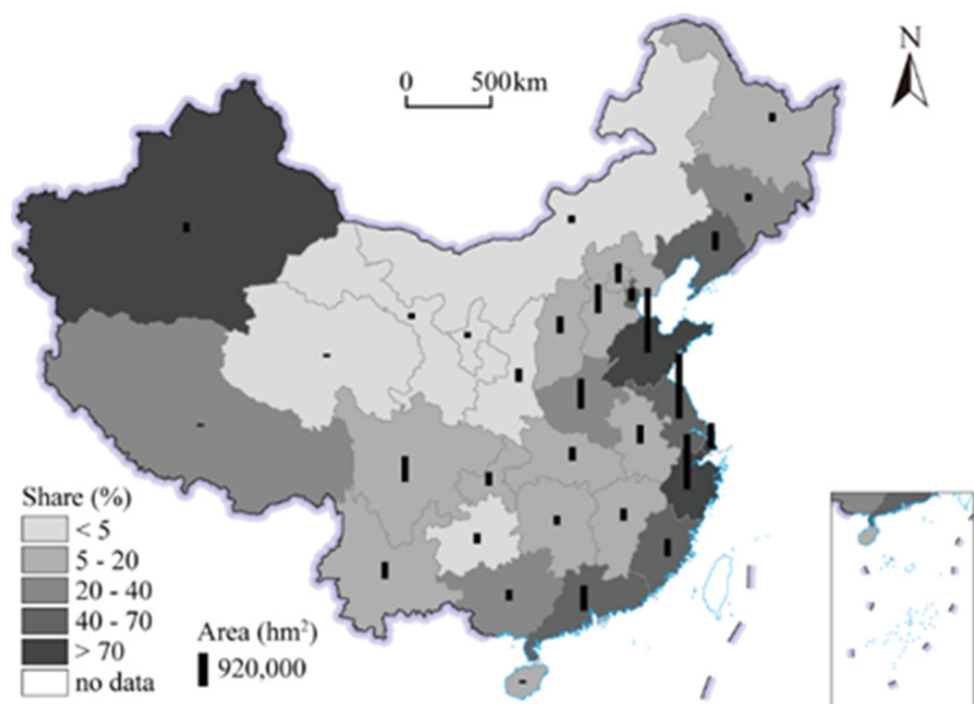 N
0 500km
Share (%)
< 5
5 - 20
20 - 40
40 - 70
> 70
no data
Area (hm²)
920,000